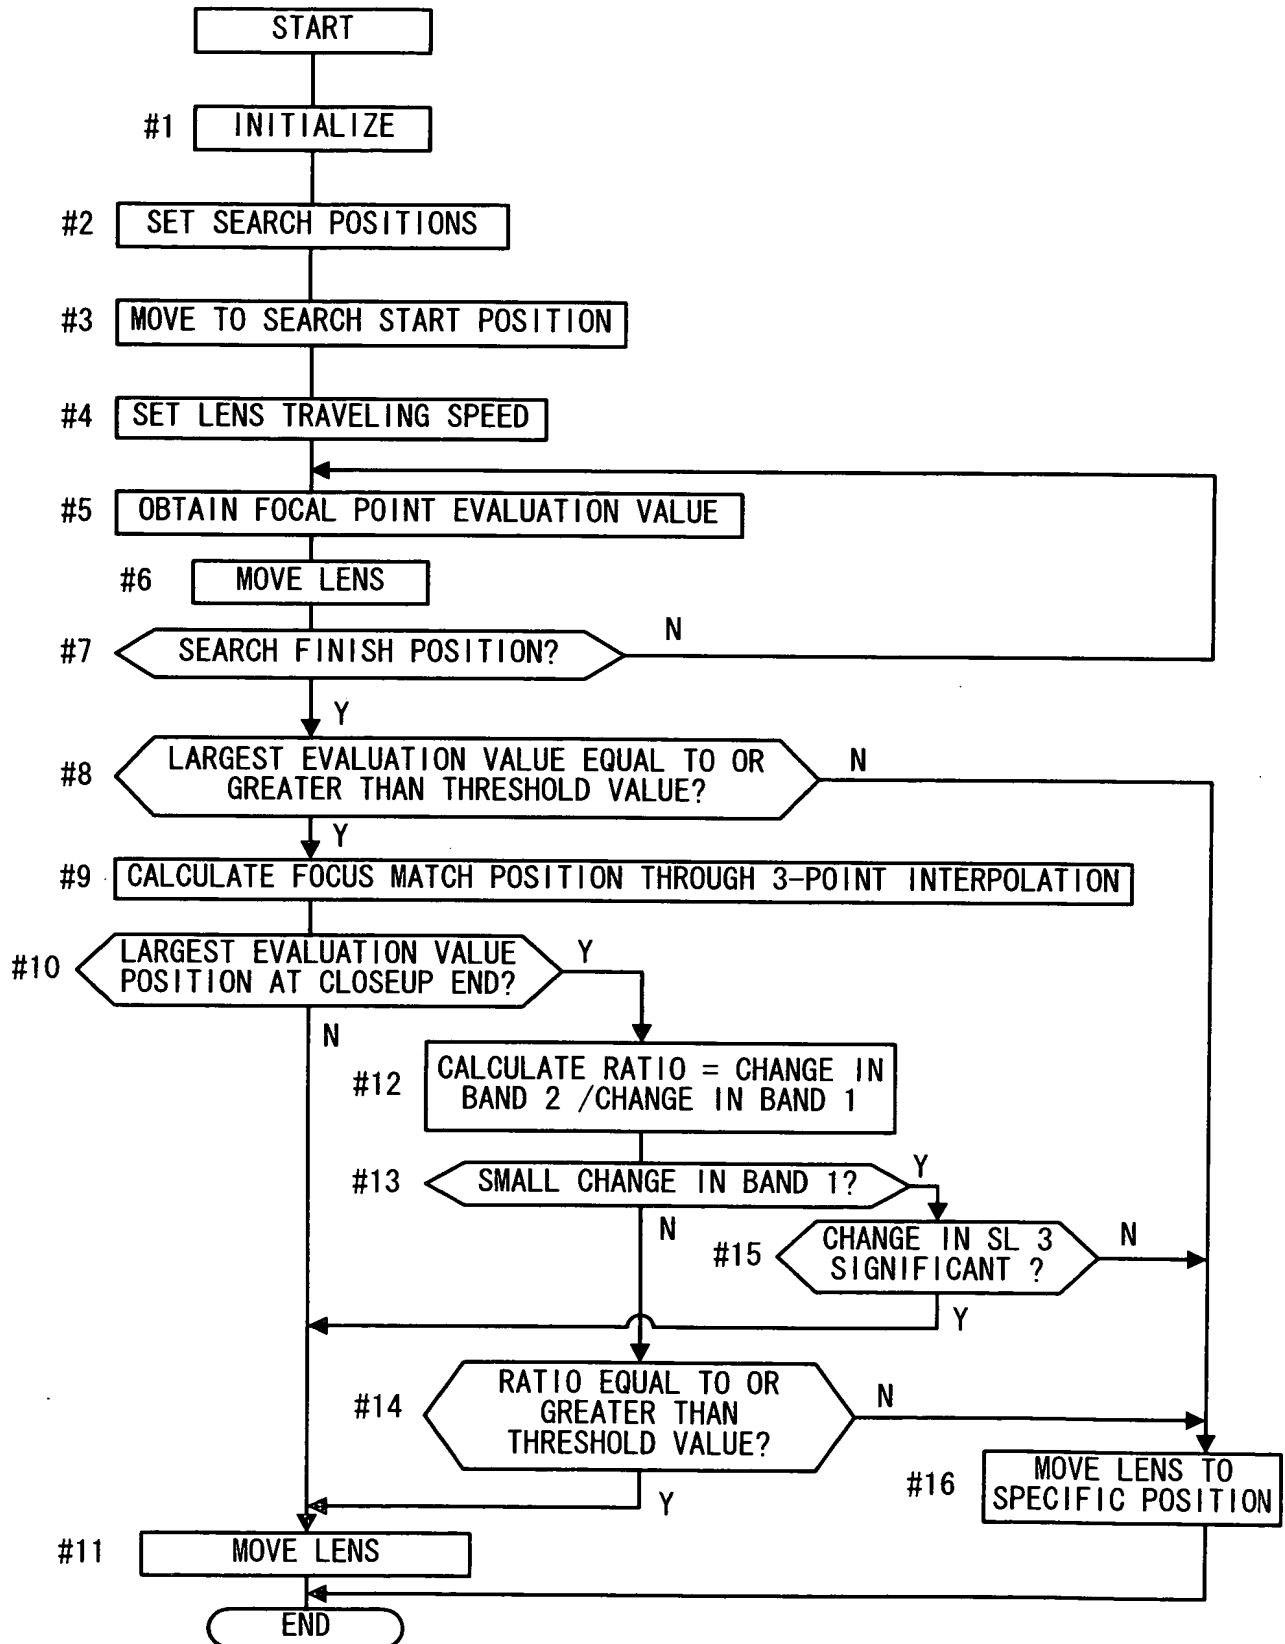 START
#1 INITIALIZE
#2 SET SEARCH POSITIONS
#3 MOVE TO SEARCH START POSITION
#4 SET LENS TRAVELING SPEED
#5 OBTAIN FOCAL POINT EVALUATION VALUE
#6 MOVE LENS
#7 SEARCH FINISH POSITION?
N
Y
#8 LARGEST EVALUATION VALUE EQUAL TO OR
GREATER THAN THRESHOLD VALUE?
N
Y
#9 CALCULATE FOCUS MATCH POSITION THROUGH 3-POINT INTERPOLATION
#10 LARGEST EVALUATION VALUE
POSITION AT CLOSEUP END?
Y
N
#12 CALCULATE RATIO = CHANGE IN
BAND 2 /CHANGE IN BAND 1
#13 SMALL CHANGE IN BAND 1?
Y
N
#15 CHANGE IN SL 3
SIGNIFICANT ?
N
Y
#14 RATIO EQUAL TO OR
GREATER THAN
THRESHOLD VALUE?
N
Y
#16 MOVE LENS TO
SPECIFIC POSITION
#11 MOVE LENS
END